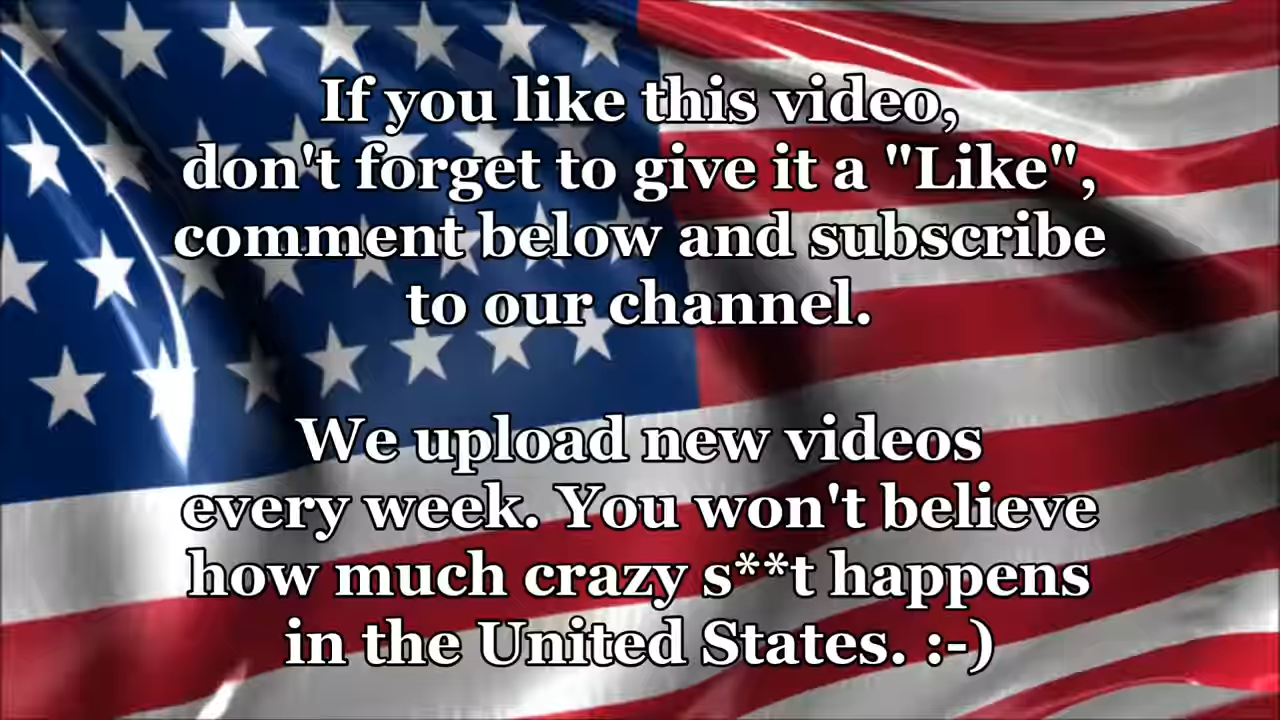 If you like this video,
don't forget to give it a "Like",
comment below and subscribe
to our channel.
We upload new videos
every week. You won't believe
how much crazy s**t happens
in the United States. :-)